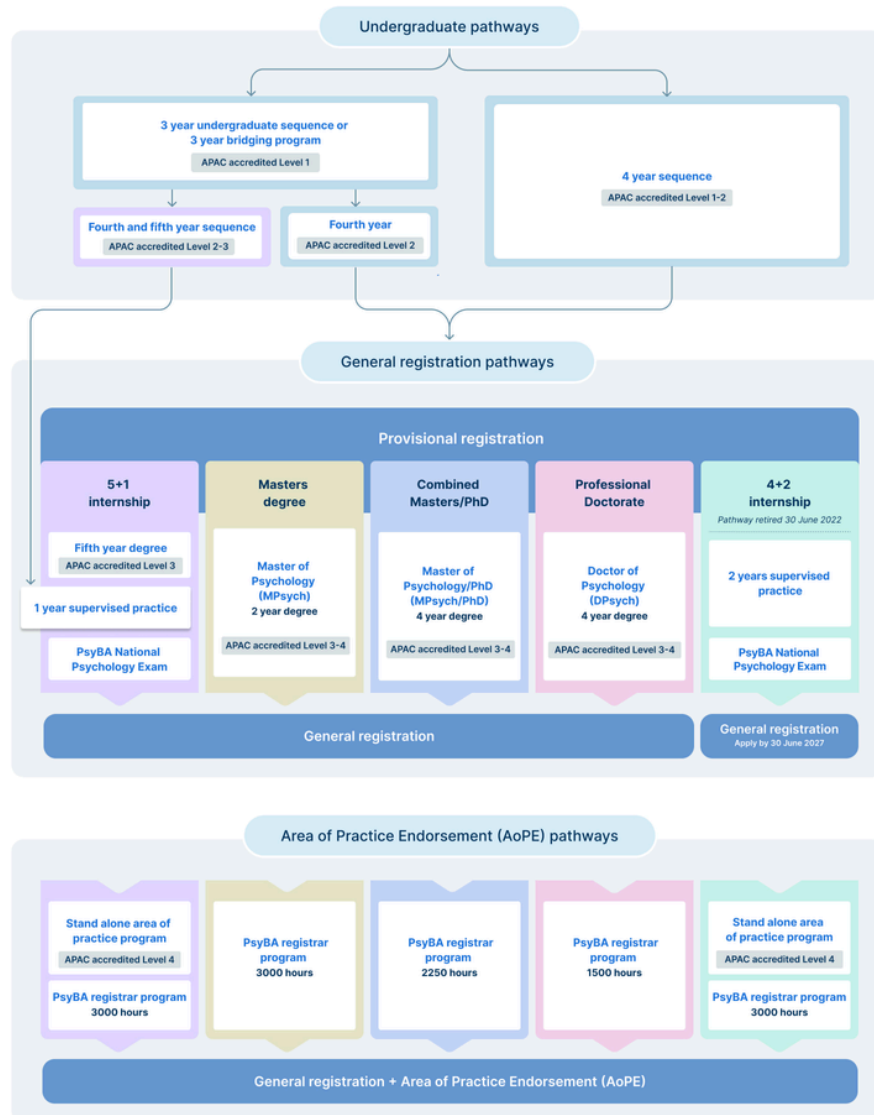 Undergraduate pathways
3 year undergraduate sequence or
3 year bridging program
APAC accredited Level 1
4 year sequence
APAC accredited Level 1-2
Fourth and fifth year sequence
APAC accredited Level 2-3
Fourth year
APAC accredited Level 2
General registration pathways
Provisional registration
5+1
internship
Fifth year degree
APAC accredited Level 3
1 year supervised practice
PsyBA National
Psychology Exam
Masters
degree
Master of
Psychology
(MPsych)
2 year degree
APAC accredited Level 3-4
Combined
Masters/PhD
Master of
Psychology/PhD
(MPsych/PhD)
4 year degree
APAC accredited Level 3-4
Professional
Doctorate
Doctor of
Psychology
(DPsych)
4 year degree
APAC accredited Level 3-4
4+2
internship
Pathway retired 30 June 2022
2 years supervised
practice
PsyBA National
Psychology Exam
General registration
General registration
Apply by 30 June 2027
Area of Practice Endorsement (AoPE) pathways
Stand alone area of
practice program
APAC accredited Level 4
PsyBA registrar program
3000 hours
PsyBA registrar
program
3000 hours
PsyBA registrar
program
2250 hours
PsyBA registrar
program
1500 hours
Stand alone area
of practice program
APAC accredited Level 4
PsyBA registrar program
3000 hours
General registration + Area of Practice Endorsement (AoPE)